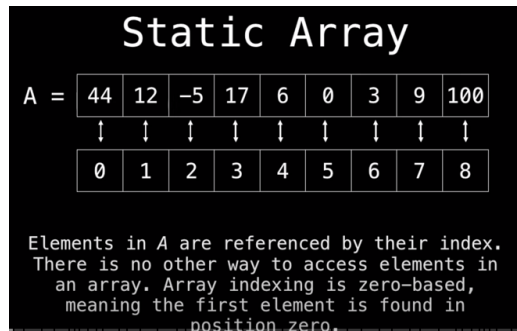 Static Array
A = 44 12 -5 17 6 0 3 9 100
0 1 2 3 4 5 6 7 8
Elements in A are referenced by their index.
There is no other way to access elements in
an array. Array indexing is zero-based,
meaning the first element is found in
position zero.